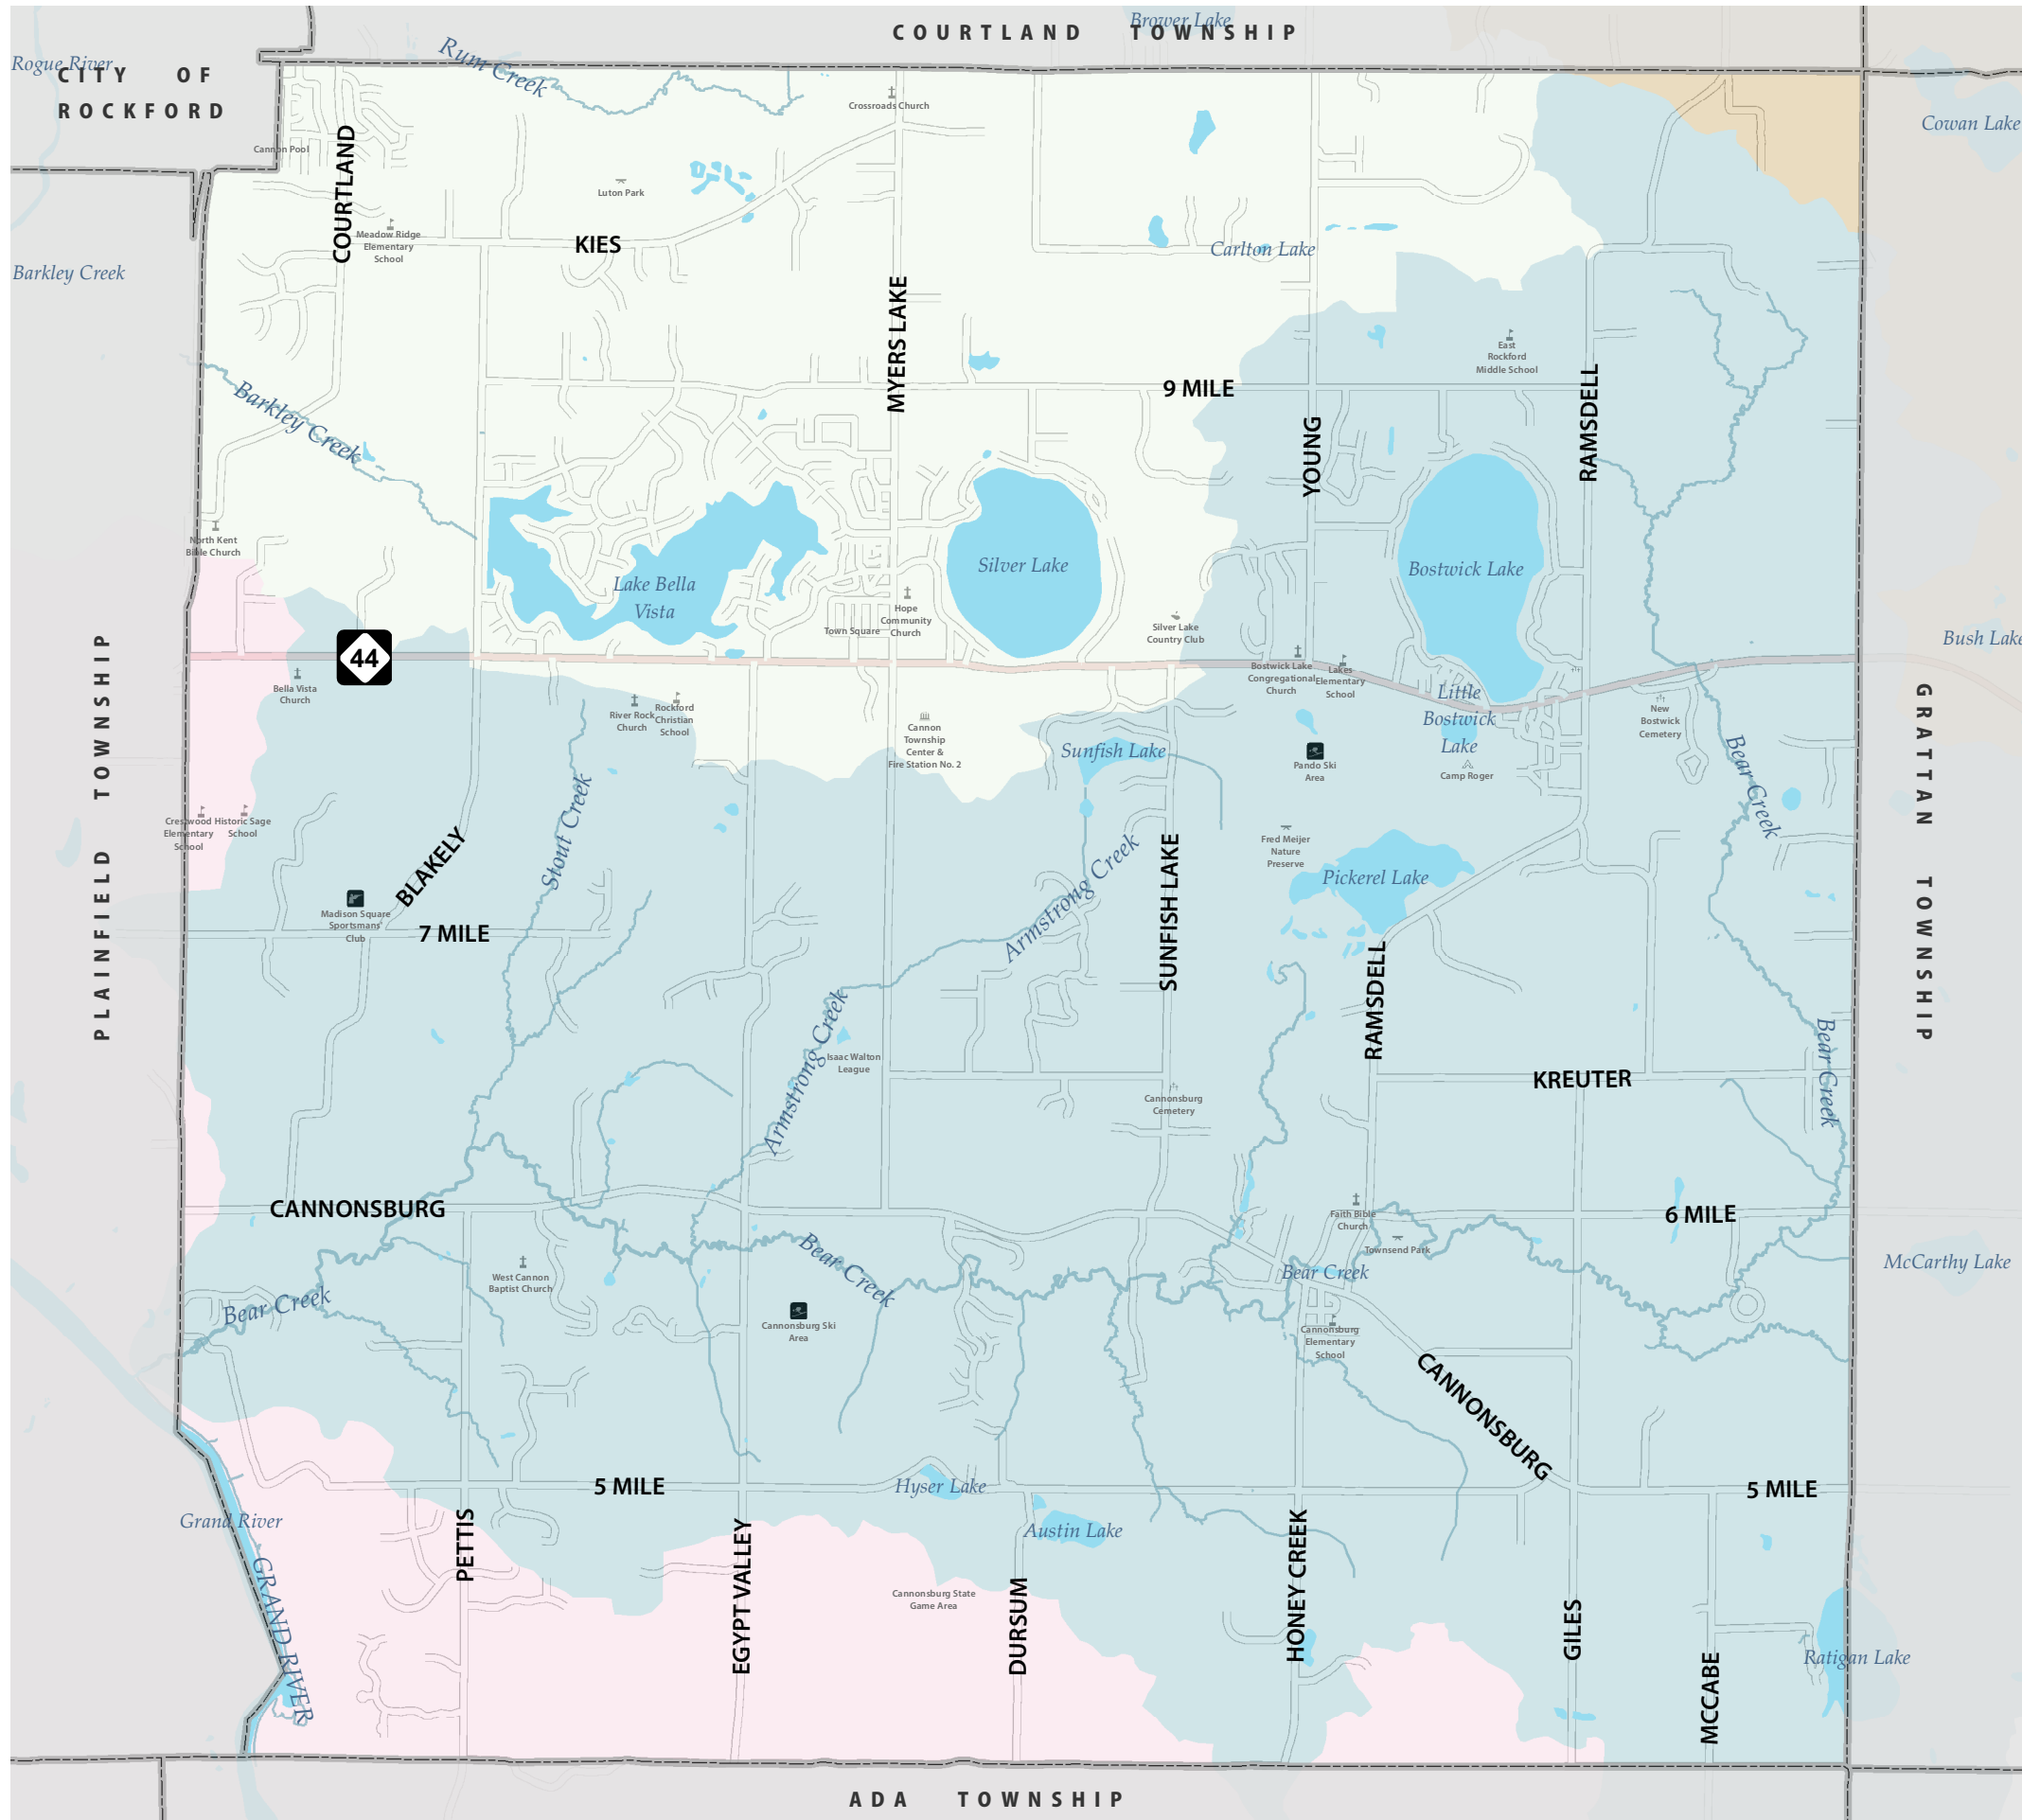 COURTLAND TOWNSHIP
Brower Lake
Rogue River
CITY OF
ROCKFORD
Rum Creek
Crossroads Church
Cowan Lake
Cannon Pool
COURTLAND
Luton Park
Meadow Ridge
Elementary
School
KIES
Carlton Lake
Barkley Creek
MYERS LAKE
East
Rockford
Middle School
9 MILE
RAMSDELL
Barkley Creek
YOUNG
North Kent
Bible Church
Silver Lake
Bostwick Lake
Lake Bella
Vista
Hope
Community
Church
Town Square
Silver Lake
Country Club
Bush Lake
44
Bostwick Lake
Congregational
Church
Lakes
Elementary
School
Bella Vista
Church
River Rock
Church
Rockford
Christian
School
Little
Bostwick
Lake
New
Bostwick
Cemetery
Cannon
Township
Center &
Fire Station No. 2
Sunfish Lake
Pando Ski
Area
Camp Roger
Bear Creek
PLAINFIELD TOWNSHIP
GRATTAN TOWNSHIP
Crestwood
Elementary
School
Historic Sage
School
Stout Creek
BLAKELY
Armstrong Creek
SUNFISH LAKE
Fred Meijer
Nature
Preserve
Pickerel Lake
Madison Square
Sportsmans'
Club
7 MILE
RAMSDELL
Armstrong Creek
Isaac Walton
League
Bear Creek
KREUTER
Cannonsburg
Cemetery
CANNONSBURG
Faith Bible
Church
6 MILE
Townsend Park
Bear Creek
McCarthy Lake
Bear Creek
West Cannon
Baptist Church
Bear Creek
Cannonsburg Ski
Area
Cannonsburg
Elementary
School
CANNONSBURG
5 MILE
Hyser Lake
5 MILE
Grand River
Austin Lake
PETTIS
EGYPT VALLEY
Cannonsburg State
Game Area
DURSUM
HONEY CREEK
GILES
GRAND RIVER
Ratigan Lake
MCCABE
ADA TOWNSHIP